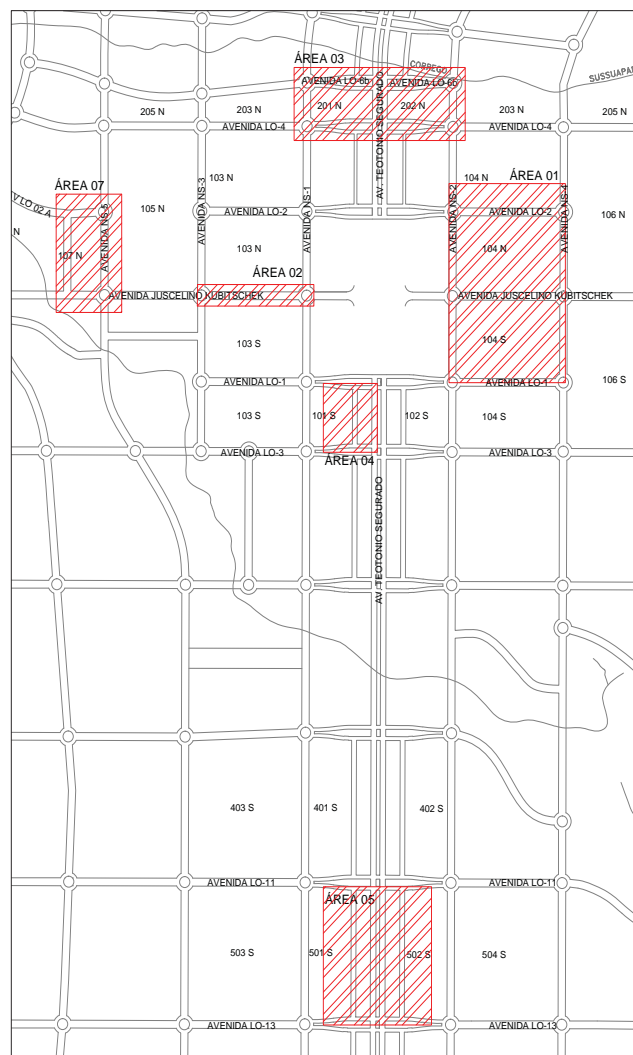 ÁREA 03
CORREGO
SUSSUAPAR
AVENIDA LO-6b
AVENIDA LO-6b
AV. TEOTONIO SEGURADO
205 N
203 N
201 N
202 N
203 N
205 N
AVENIDA LO-4
AVENIDA LO-4
103 N
104 N
ÁREA 01
ÁREA 07
AVENIDA NS-5
AVENIDA NS-3
AVENIDA NS-1
AVENIDA NS-2
AVENIDA NS-4
V LO 02 A
105 N
AVENIDA LO-2
AVENIDA LO-2
106 N
N
107 N
103 N
104 N
ÁREA 02
AVENIDA JUSCELINO KUBITSCHEK
AVENIDA JUSCELINO KUBITSCHEK
103 S
104 S
AVENIDA LO-1
AVENIDA LO-1
106 S
103 S
101 S
102 S
104 S
AVENIDA LO-3
ÁREA 04
AVENIDA LO-3
AV. TEOTONIO SEGURADO
403 S
401 S
402 S
AVENIDA LO-11
AVENIDA LO-11
ÁREA 05
503 S
501 S
502 S
504 S
AVENIDA LO-13
AVENIDA LO-13